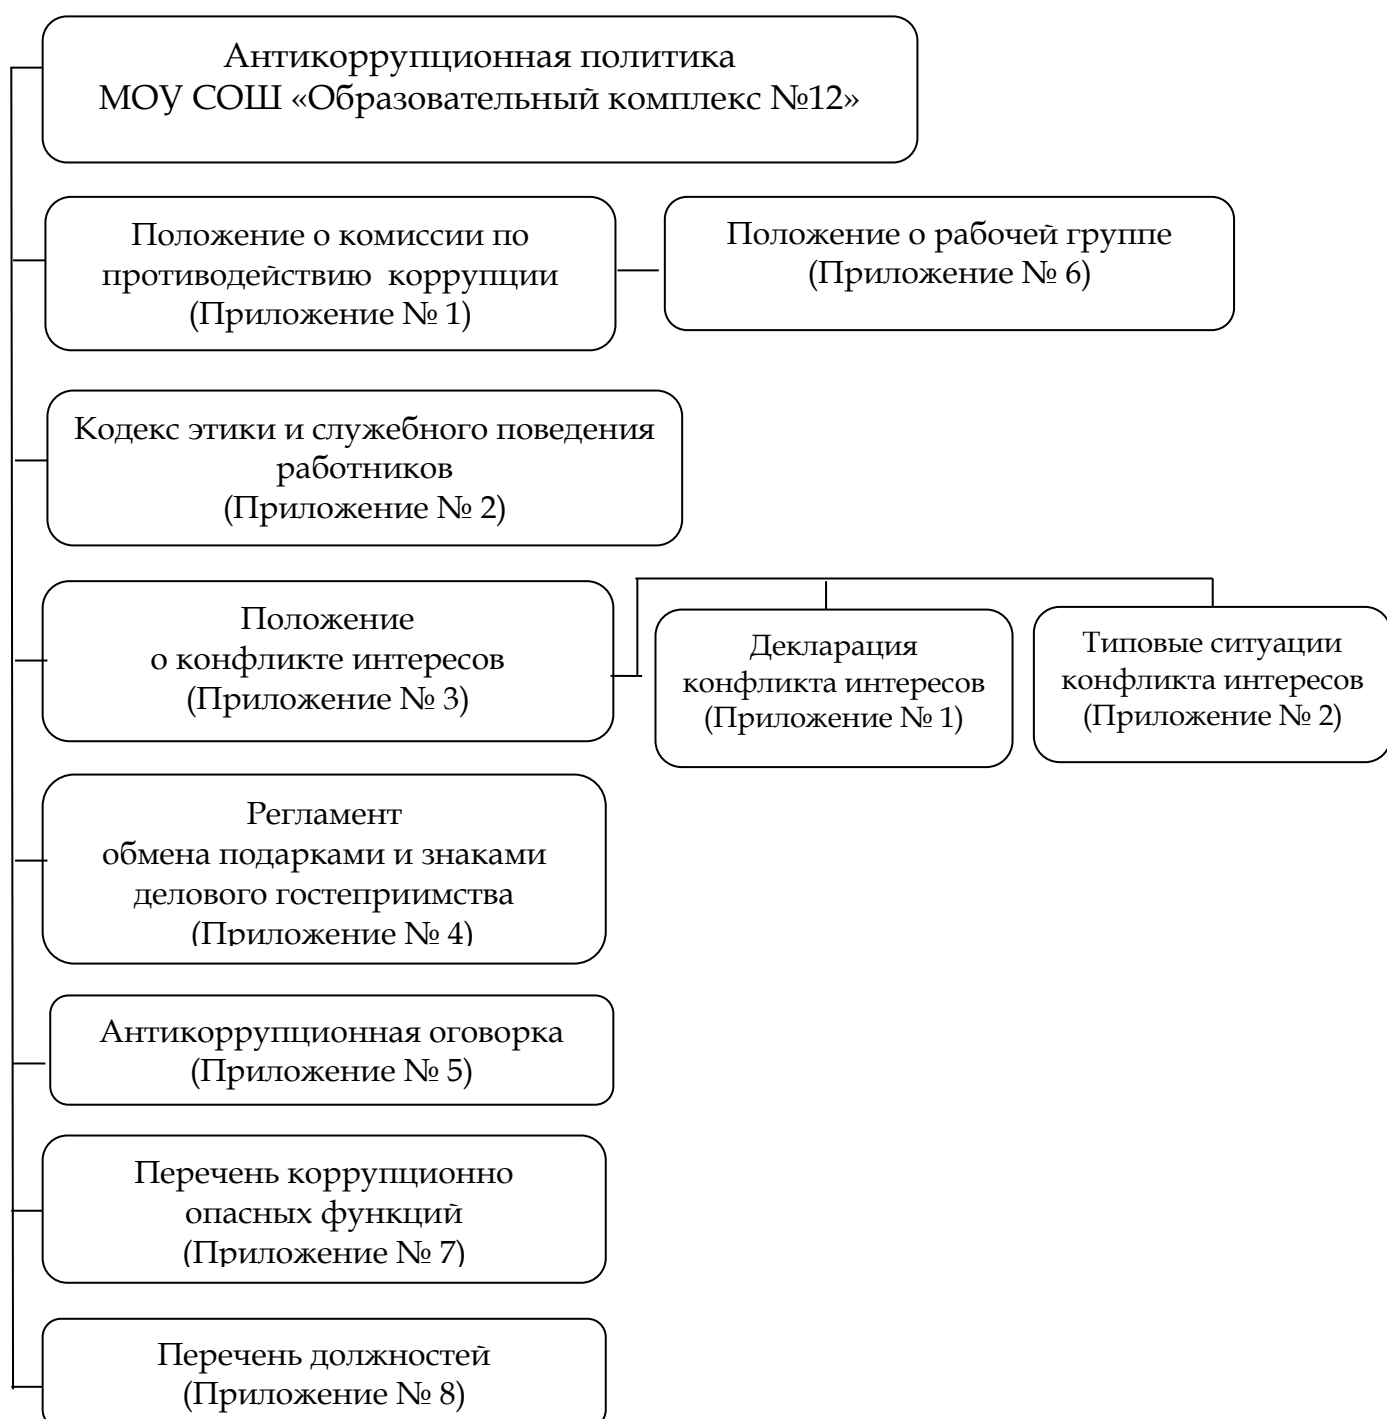 Антикоррупционная политика
МОУ СОШ «Образовательный комплекс №12»
Положение о комиссии по
противодействию коррупции
(Приложение № 1)
Положение о рабочей группе
(Приложение № 6)
Кодекс этики и служебного поведения
работников
(Приложение № 2)
Положение
о конфликте интересов
(Приложение № 3)
Декларация
конфликта интересов
(Приложение № 1)
Типовые ситуации
конфликта интересов
(Приложение № 2)
Регламент
обмена подарками и знаками
делового гостеприимства
(Приложение № 4)
Антикоррупционная оговорка
(Приложение № 5)
Перечень коррупционно
опасных функций
(Приложение № 7)
Перечень должностей
(Приложение № 8)